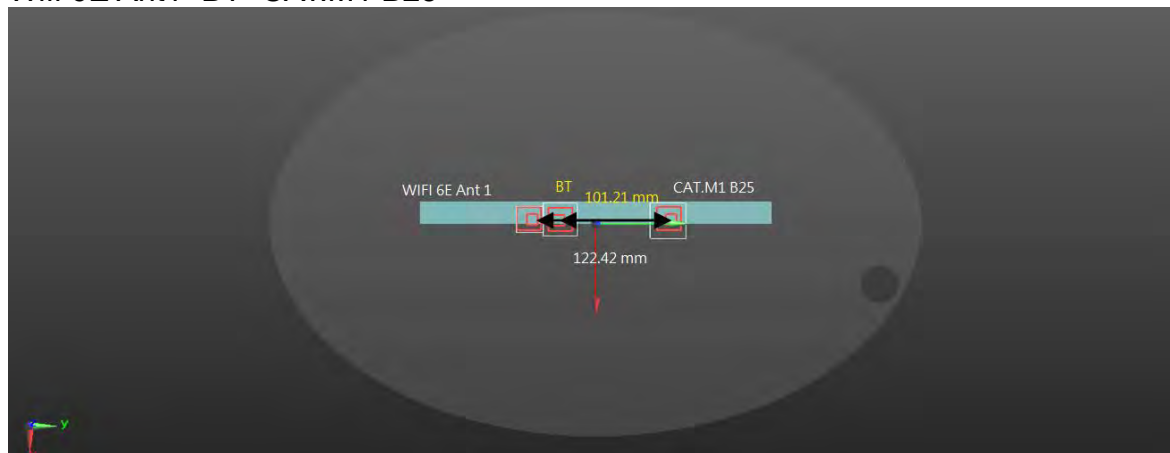 WIFI 6E Ant 1
BT
101.21 mm
CAT.M1 B25
122.42 mm
y